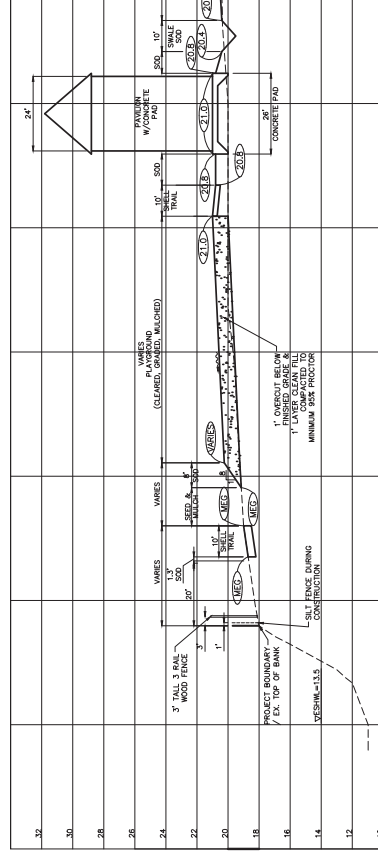 32
30
28
26
24
22
20
18
16
14
12
3' TALL 3 RAIL
WOOD FENCE
3'
1'
PROJECT BOUNDARY
/ EX. TOP OF BANK
ESHWL=13.5
SILT FENCE DURING
CONSTRUCTION
VARIES
20'
1.3'
SOD
10'
SHELL
TRAIL
MEG
MEG
MEG
VARIES
SEED &
MULCH
8'
SOD
8
VARIES
VARIES
PLAYGROUND
(CLEARED, GRADED, MULCHED)
1' OVERCUT BELOW
FINISHED GRADE &
1' LAYER CLEAN FILL
COMPACTED TO
MINIMUM 95% PROCTOR
21.0
10'
SHELL
TRAIL
20.8
SOD
20.8
24'
PAVILION
W/CONCRETE
PAD
21.0
26'
CONCRETE PAD
SOD
20.8
10'
SWALE
SOD
20.4